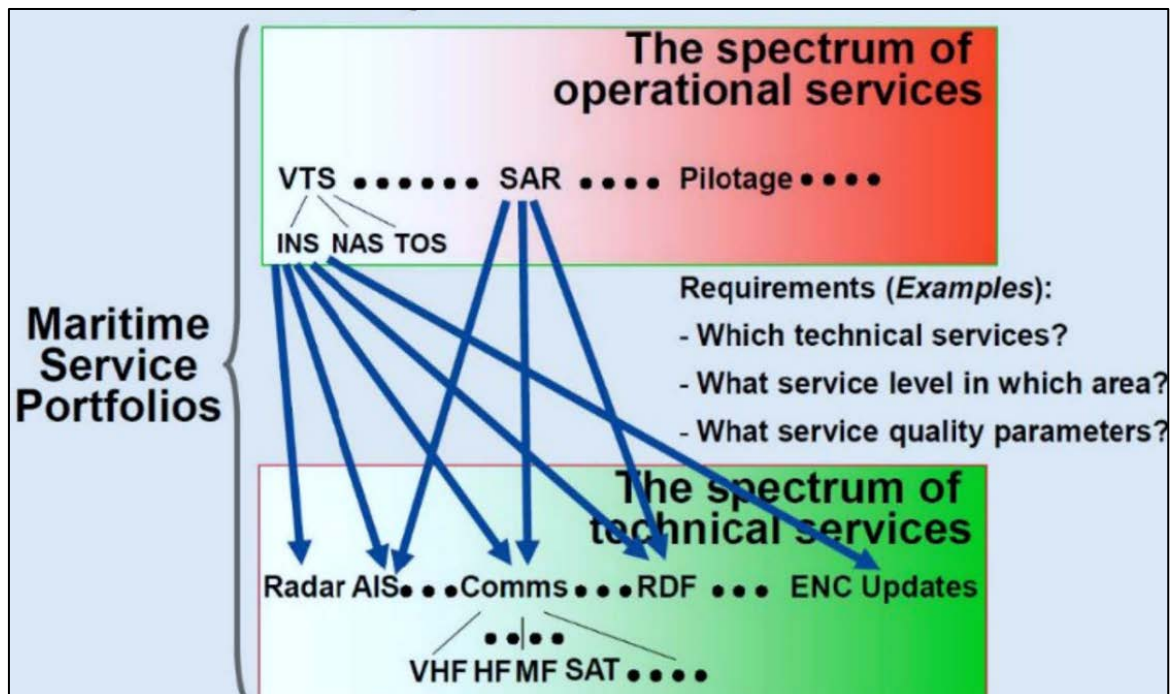 The spectrum of
operational services
VTS • • • • • • SAR • • • • Pilotage • • • •
INS NAS TOS
Maritime
Service
Portfolios
Requirements (Examples):
- Which technical services?
- What service level in which area?
- What service quality parameters?
The spectrum of
technical services
Radar AIS • • • Comms • • • RDF • • • ENC Updates
• • • •
VHF HF MF SAT • • • •